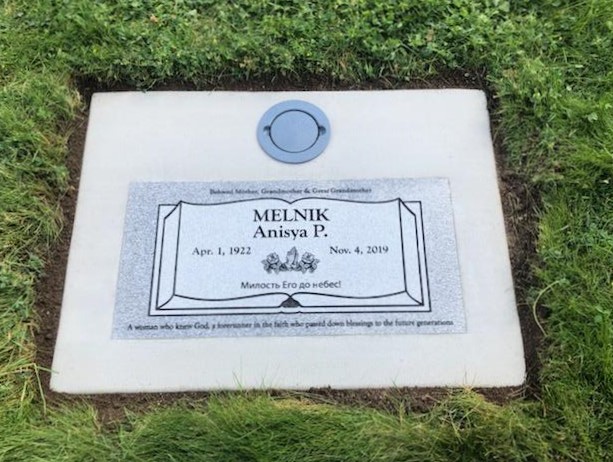 Beloved Mother, Grandmother & Great Grandmother
MELNIK
Anisya P.
Apr. 1, 1922 Nov. 4, 2019
Милость Его до небес!
A woman who knew God, a forerunner in the faith who passed down blessings to the future generations